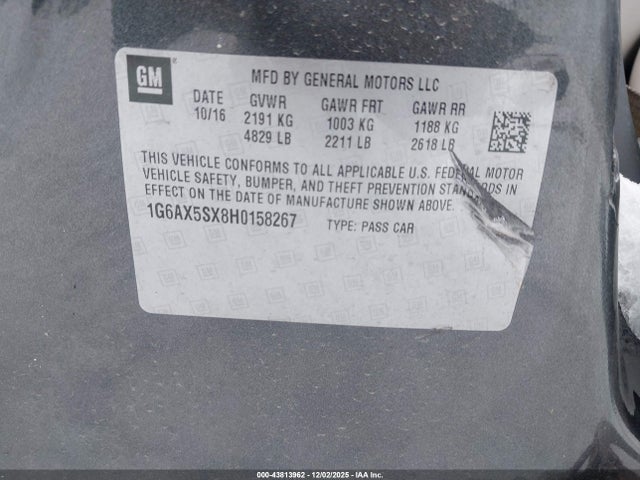 GM
MFD BY GENERAL MOTORS LLC
DATE GVWR GAWR FRT GAWR RR
10/16 2191 KG 1003 KG 1188 KG
4829 LB 2211 LB 2618 LB
THIS VEHICLE CONFORMS TO ALL APPLICABLE U.S. FEDERAL MOTOR
VEHICLE SAFETY, BUMPER, AND THEFT PREVENTION STANDARDS IN
EFFECT ON THE DATE OF MANUFACTURE SHOWN ABOVE.
1G6AX5SX8H0158267 TYPE: PASS CAR
000-43813962 - 12/02/2025 - IAA Inc.